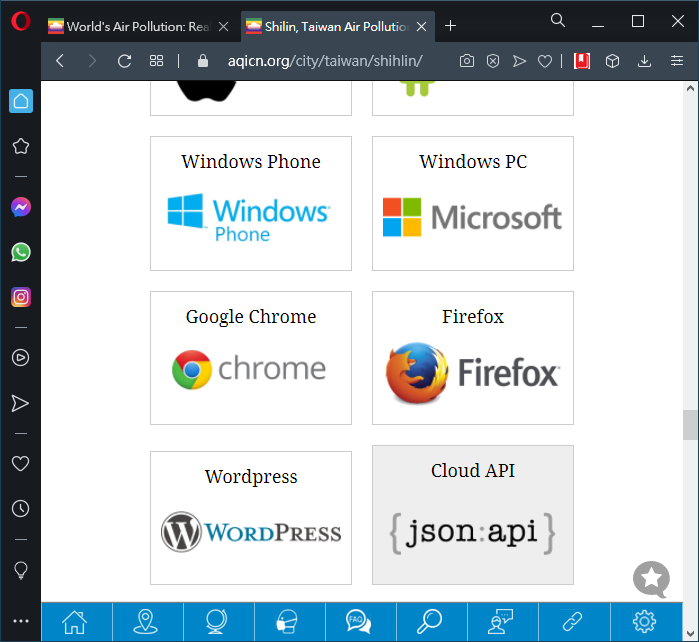 World's Air Pollution: Rea
Shilin, Taiwan Air Pollution
aqicn.org/city/taiwan/shihlin/
Windows Phone
Windows PC
Windows
Phone
Microsoft
Google Chrome
Firefox
chrome
Firefox
Wordpress
Cloud API
WORDPRESS
{json:api}
FAQ